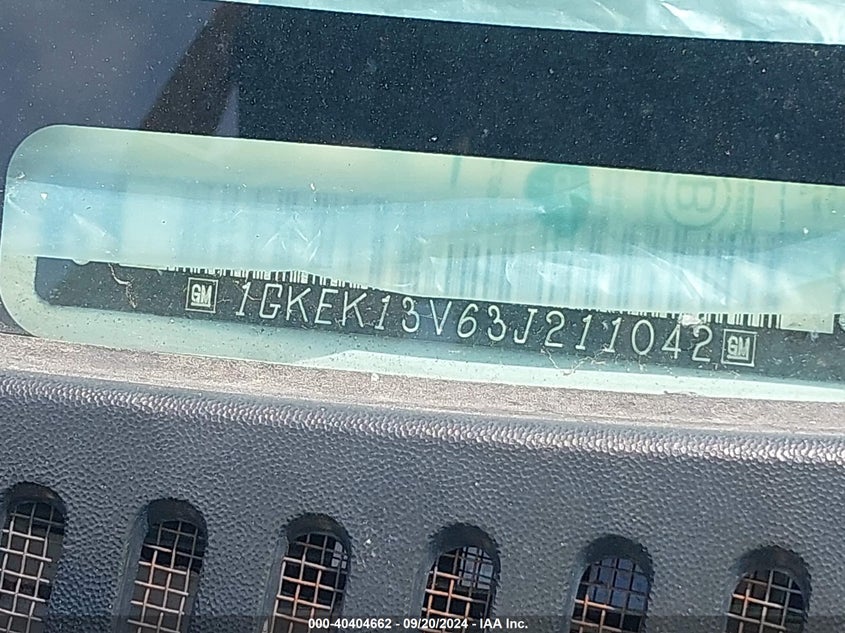 B
GM 1GKEK13V63J211042 GM
000-40404662 - 09/20/2024 - IAA Inc.